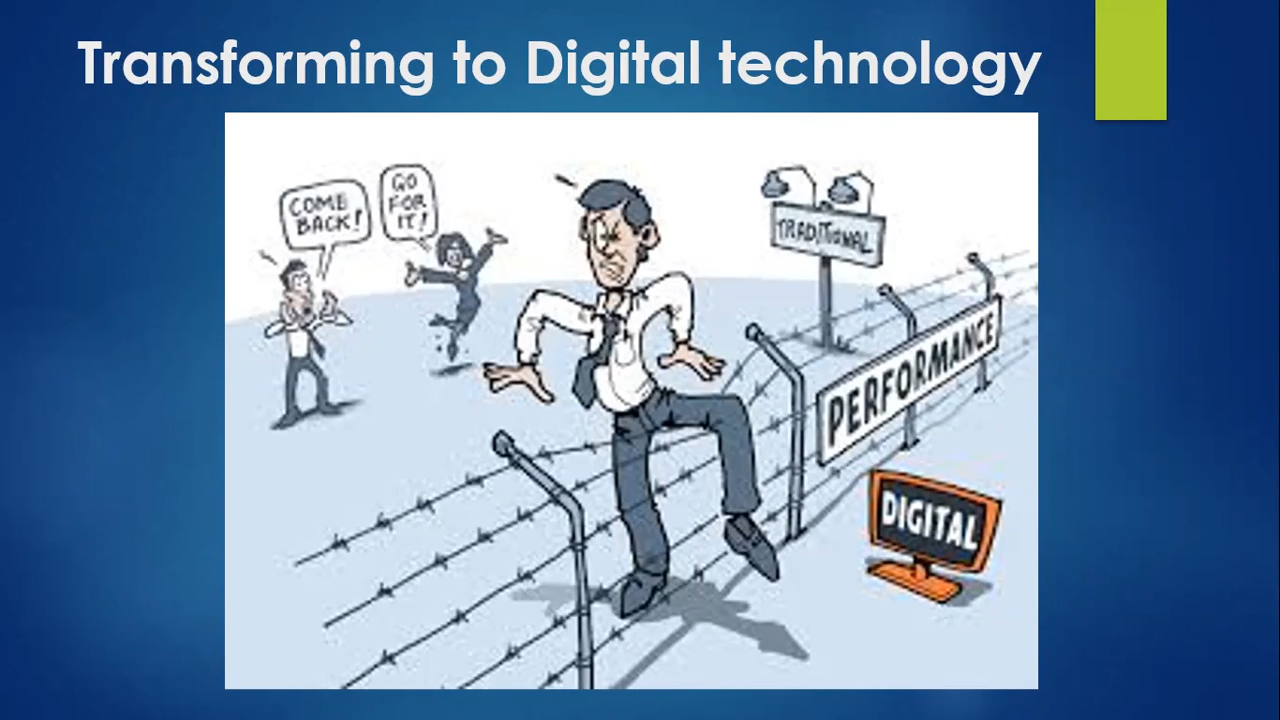 Transforming to Digital technology
COME
BACK!
GO
FOR
IT!
TRADITIONAL
PERFORMANCE
DIGITAL